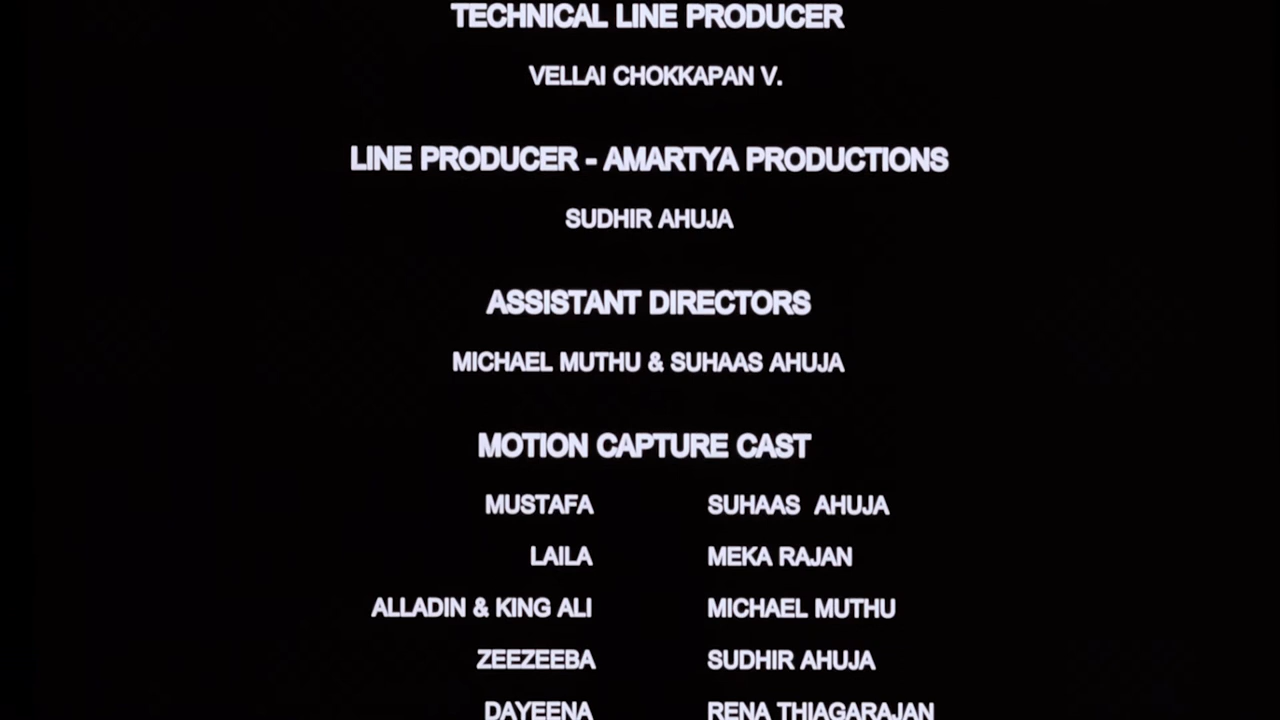 TECHNICAL LINE PRODUCER
VELLAI CHOKKAPAN V.
LINE PRODUCER - AMARTYA PRODUCTIONS
SUDHIR AHUJA
ASSISTANT DIRECTORS
MICHAEL MUTHU & SUHAAS AHUJA
MOTION CAPTURE CAST
MUSTAFA SUHAAS AHUJA
LAILA MEKA RAJAN
ALLADIN & KING ALI MICHAEL MUTHU
ZEEZEEBA SUDHIR AHUJA
DAYEENA RENA THIAGARAJAN